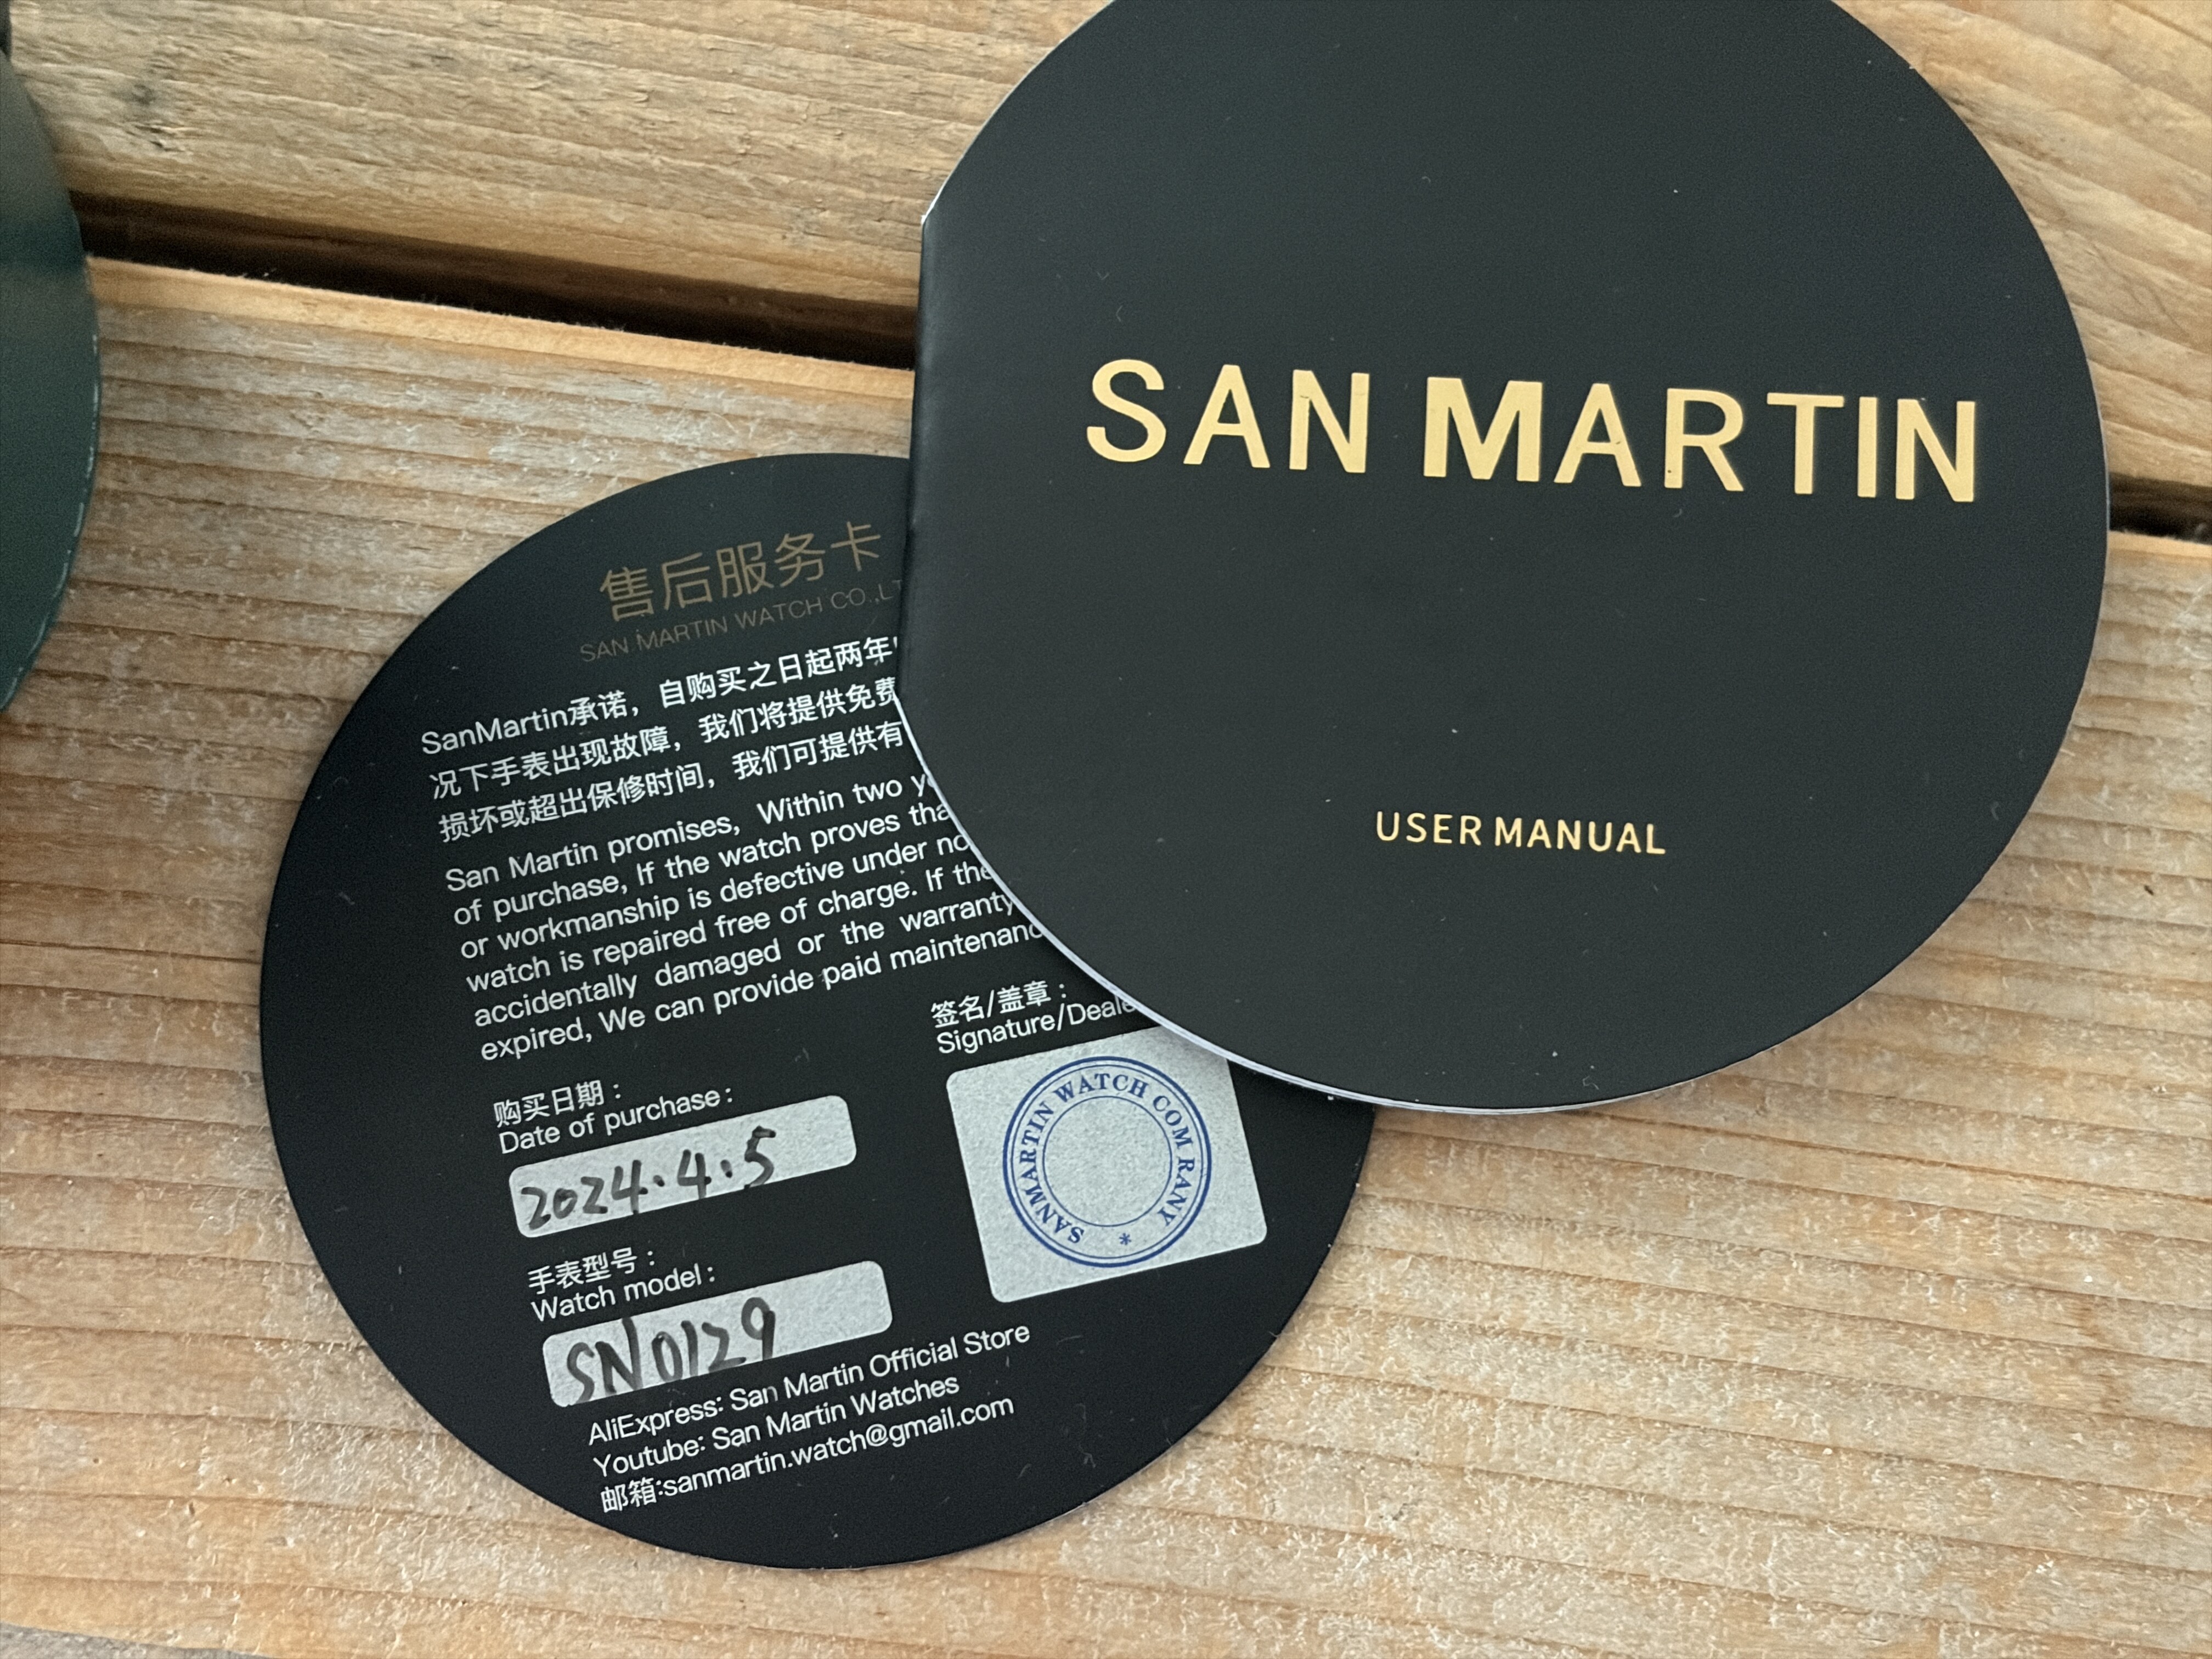 SAN MARTIN
USER MANUAL
售后服务卡
SAN MARTIN WATCH CO.,L
SanMartin承诺，自购买之日起两年
况下手表出现故障，我们将提供免费
损坏或超出保修时间，我们可提供有
San Martin promises, Within two
of purchase, If the watch proves tha
or workmanship is defective under no
watch is repaired free of charge. If the
accidentally damaged or the warranty
expired, We can provide paid maintenanc
签名/盖章：
Signature/Deale
SANMARTIN WATCH COM RANY *
购买日期：
Date of purchase:
2024.4.5
手表型号：
Watch model:
SN0129
AliExpress: San Martin Official Store
Youtube: San Martin Watches
邮箱:sanmartin.watch@gmail.com